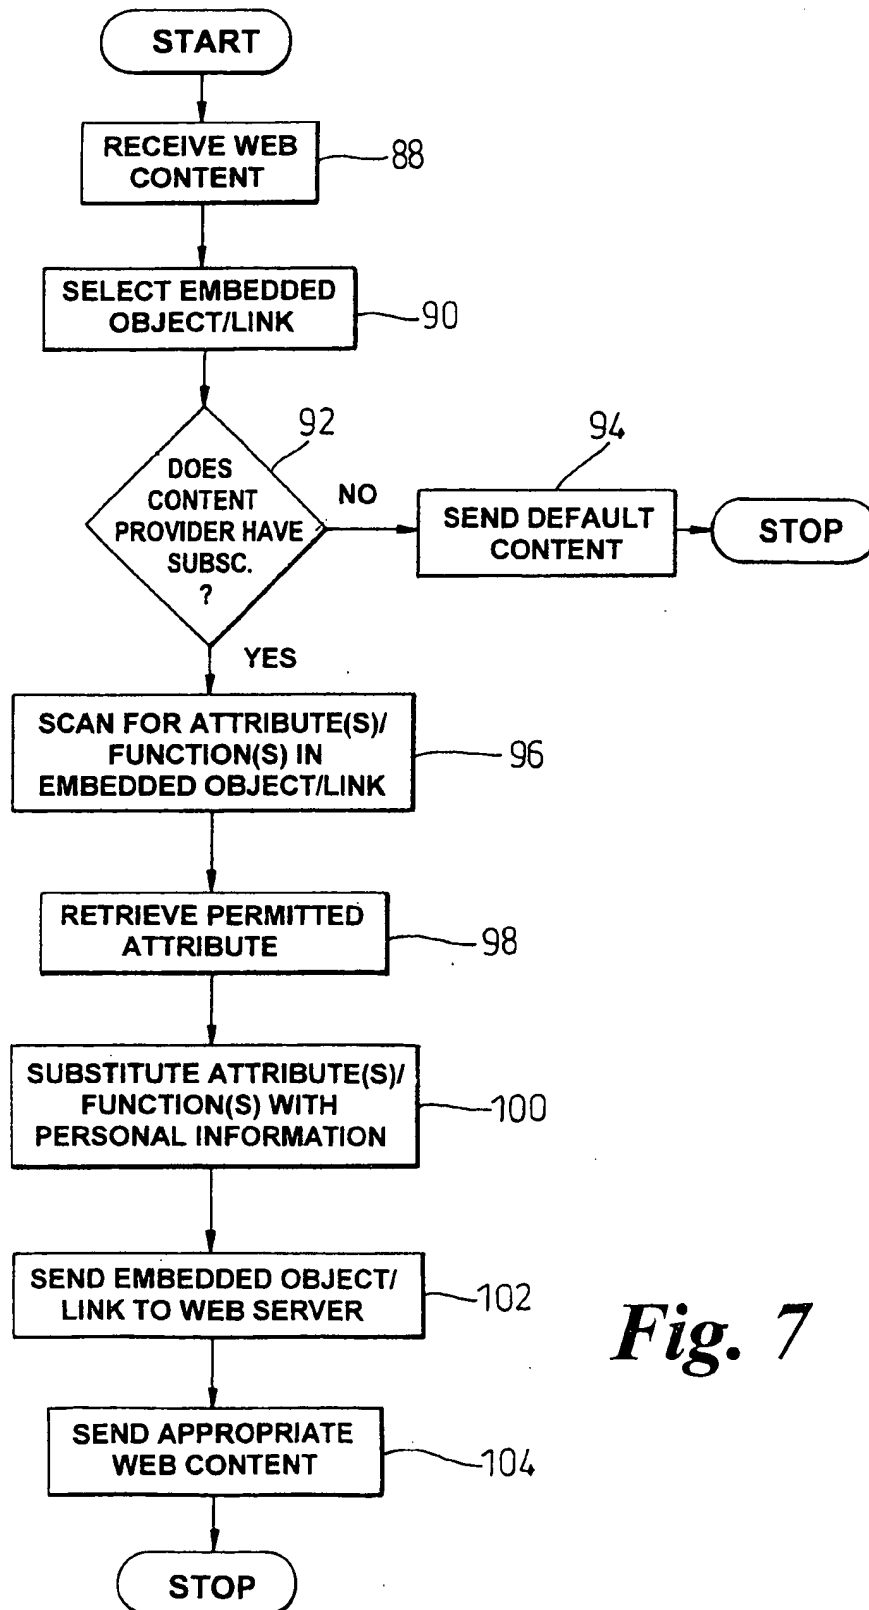 START
RECEIVE WEB
CONTENT
88
SELECT EMBEDDED
OBJECT/LINK
90
92
DOES
CONTENT
PROVIDER HAVE
SUBSC.
?
NO
94
SEND DEFAULT
CONTENT
STOP
YES
SCAN FOR ATTRIBUTE(S)/
FUNCTION(S) IN
EMBEDDED OBJECT/LINK
96
RETRIEVE PERMITTED
ATTRIBUTE
98
SUBSTITUTE ATTRIBUTE(S)/
FUNCTION(S) WITH
PERSONAL INFORMATION
100
SEND EMBEDDED OBJECT/
LINK TO WEB SERVER
102
Fig. 7
SEND APPROPRIATE
WEB CONTENT
104
STOP